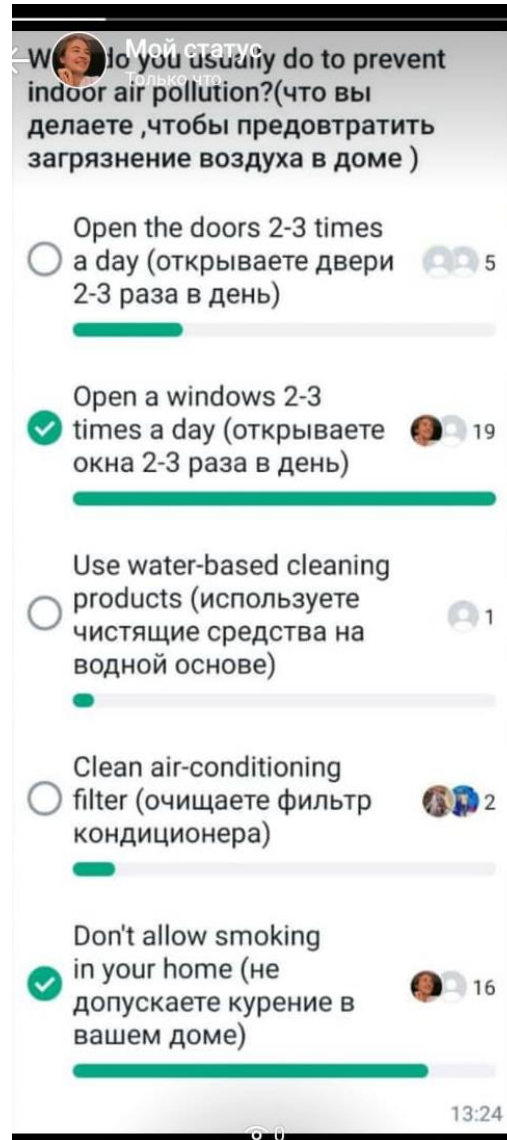 Мой статус
Только что
do you usually do to prevent
indoor air pollution?(что вы
делаете ,чтобы предовтратить
загрязнение воздуха в доме )
Open the doors 2-3 times
a day (открываете двери
2-3 раза в день)
5
Open a windows 2-3
times a day (открываете
окна 2-3 раза в день)
19
Use water-based cleaning
products (используете
чистящие средства на
водной основе)
1
Clean air-conditioning
filter (очищаете фильтр
кондиционера)
2
Don't allow smoking
in your home (не
допускаете курение в
вашем доме)
16
13:24
0